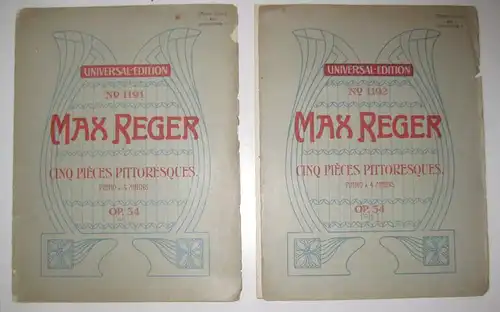 UNIVERSAL-EDITION
No 1191
MAX REGER
CINQ PIÈCES PITTORESQUES.
PIANO à 4 MAINS
OP. 34
UNIVERSAL-EDITION
No 1192
MAX REGER
CINQ PIÈCES PITTORESQUES.
PIANO à 4 MAINS
OP. 34